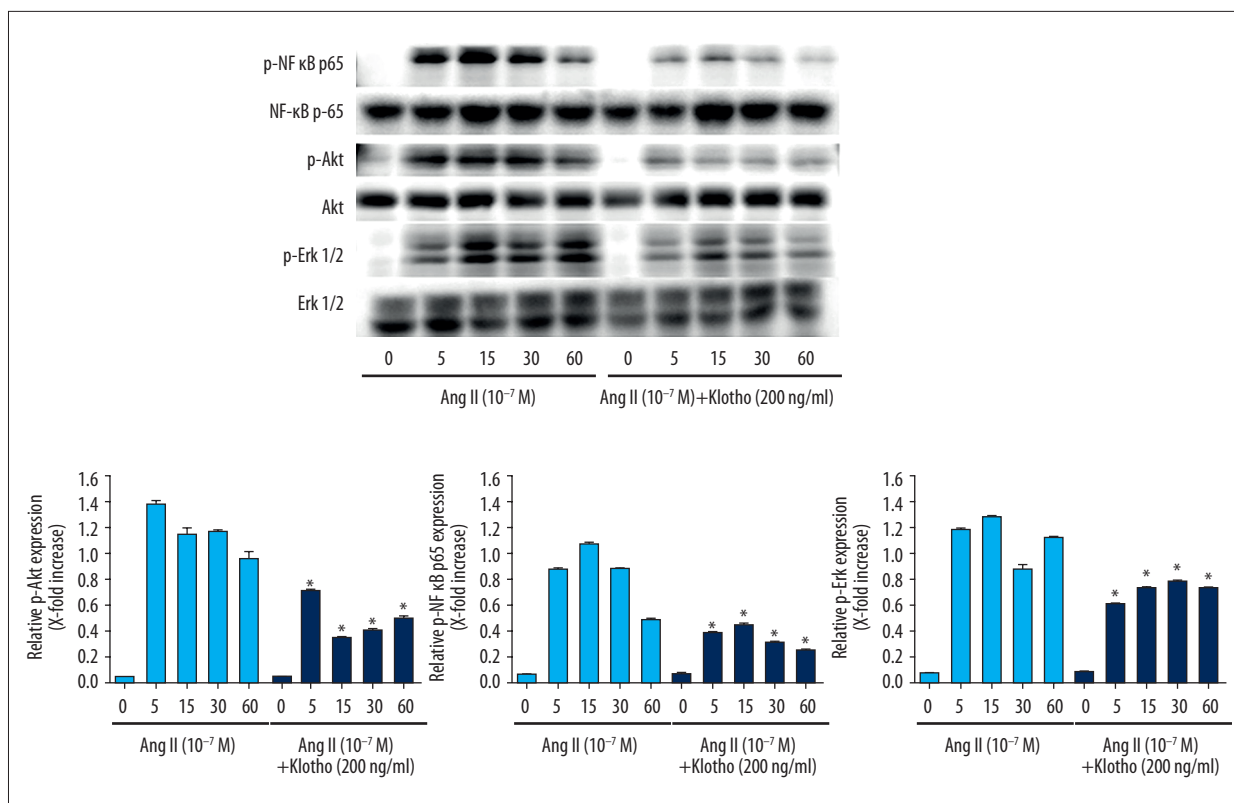 p-NF κB p65
NF-κB p-65
p-Akt
Akt
p-Erk 1/2
Erk 1/2
0 5 15 30 60 0 5 15 30 60
Ang II (10⁻⁷ M) Ang II (10⁻⁷ M)+Klotho (200 ng/ml)
Relative p-Akt expression
(X-fold increase)
1.6
1.4
1.2
1.0
0.8
0.6
0.4
0.2
0.0
* * * *
0 5 15 30 60 0 5 15 30 60
Ang II (10⁻⁷ M) Ang II (10⁻⁷ M)
+Klotho (200 ng/ml)
Relative p-NF κB p65 expression
(X-fold increase)
1.6
1.4
1.2
1.0
0.8
0.6
0.4
0.2
0.0
* * * *
0 5 15 30 60 0 5 15 30 60
Ang II (10⁻⁷ M) Ang II (10⁻⁷ M)
+Klotho (200 ng/ml)
Relative p-Erk expression
(X-fold increase)
1.6
1.4
1.2
1.0
0.8
0.6
0.4
0.2
0.0
* * * *
0 5 15 30 60 0 5 15 30 60
Ang II (10⁻⁷ M) Ang II (10⁻⁷ M)
+Klotho (200 ng/ml)